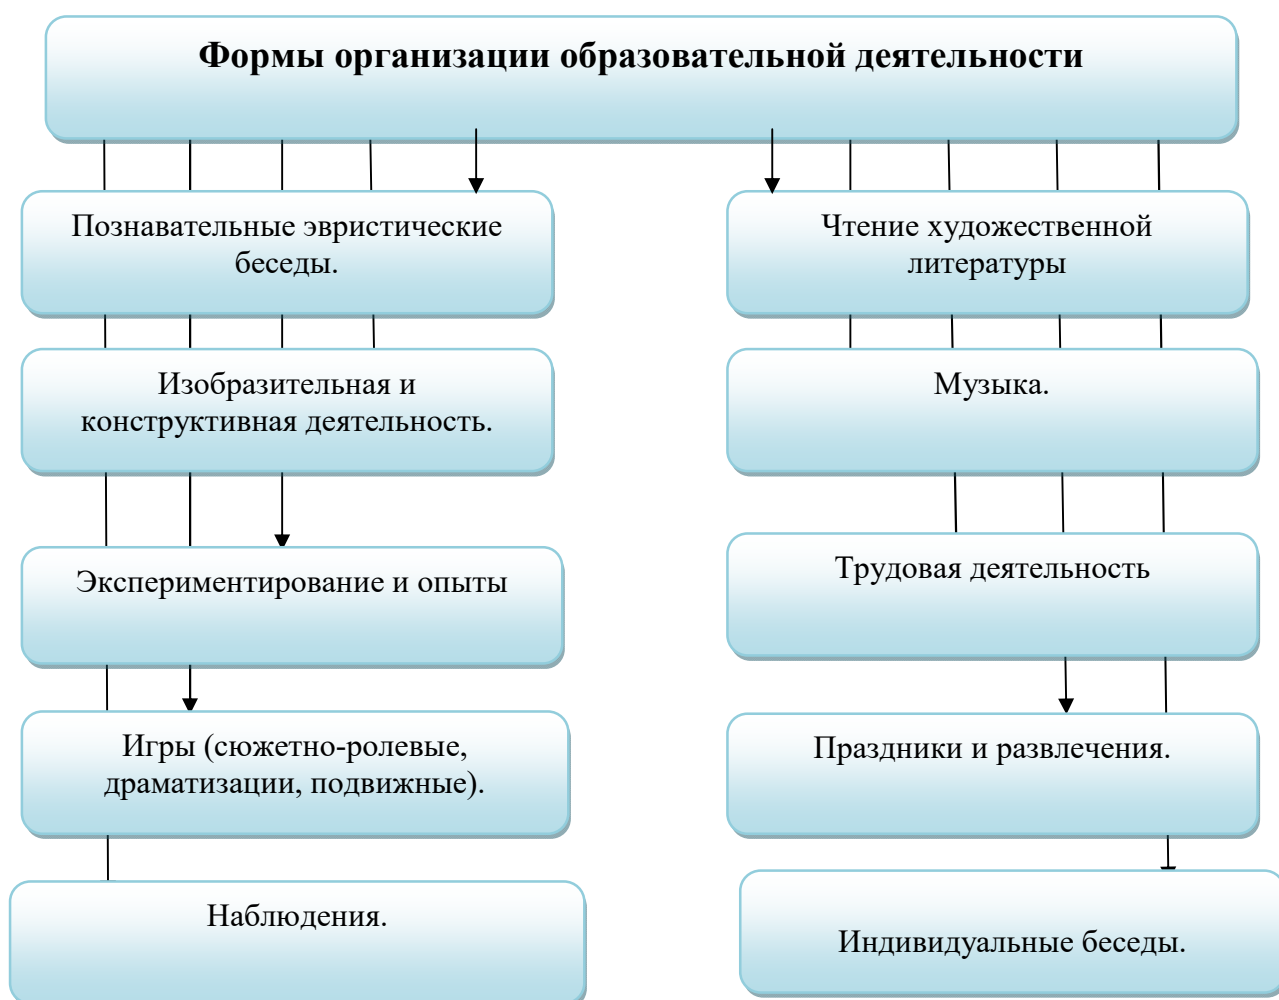 Формы организации образовательной деятельности
Познавательные эвристические
беседы.
Чтение художественной
литературы
Изобразительная и
конструктивная деятельность.
Музыка.
Экспериментирование и опыты
Трудовая деятельность
Игры (сюжетно-ролевые,
драматизации, подвижные).
Праздники и развлечения.
Наблюдения.
Индивидуальные беседы.